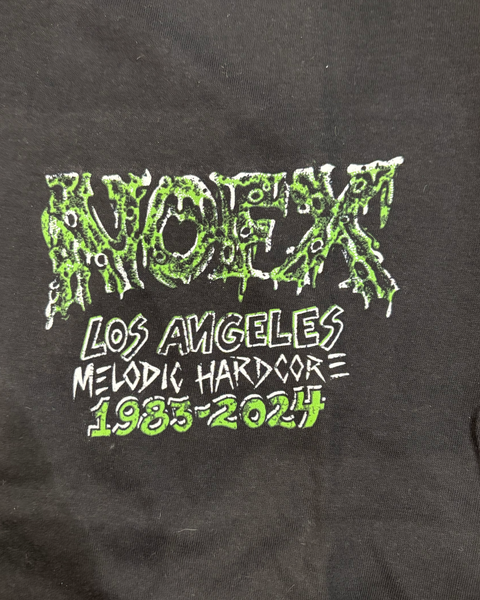 NOFX
LOS ANGELES
MELODIC HARDCORE
1983-2024